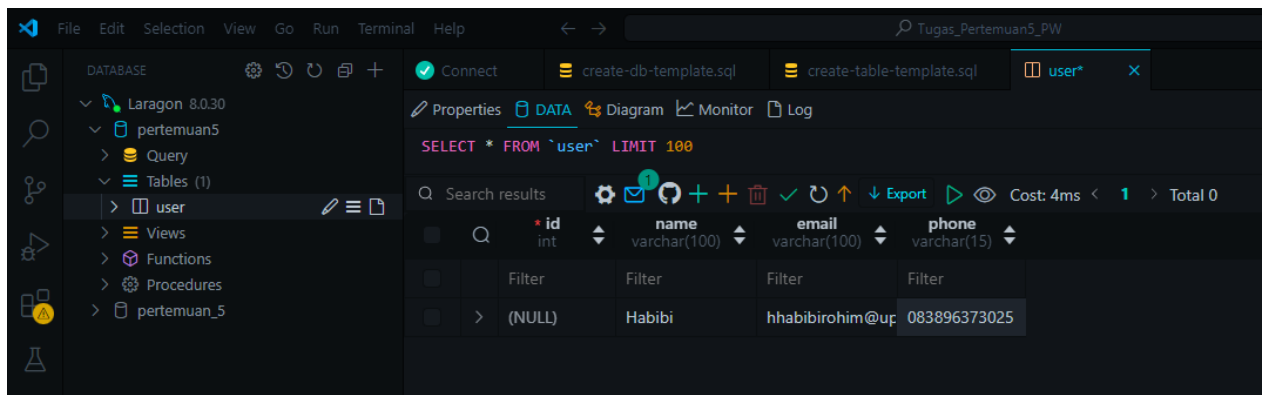 File Edit Selection View Go Run Terminal Help Tugas_Pertemuan5_PW
DATABASE
Connect create-db-template.sql create-table-template.sql user*
Laragon 8.0.30
Properties DATA Diagram Monitor Log
pertemuan5
SELECT * FROM `user` LIMIT 100
Query
Tables (1)
Search results 1 Export Cost: 4ms 1 Total 0
user
* id name email phone
int varchar(100) varchar(100) varchar(15)
Views
Functions
Filter Filter Filter Filter
Procedures
pertemuan_5
(NULL) Habibi hhabibirohim@up 083896373025